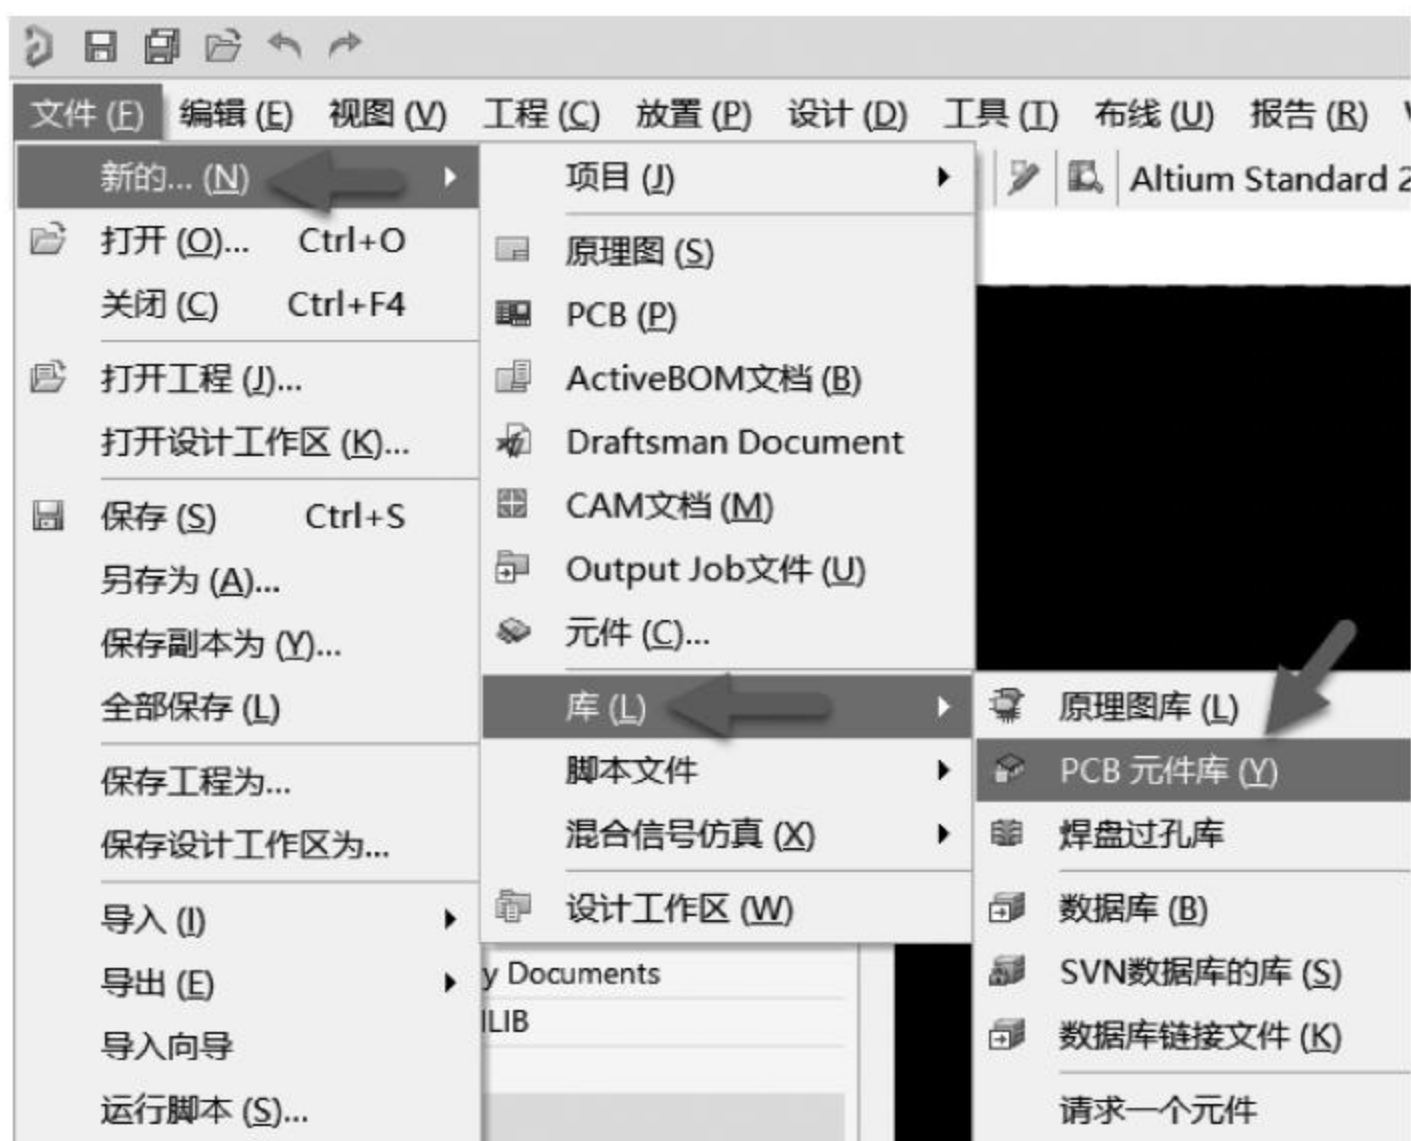 文件 (F) 编辑 (E) 视图 (V) 工程 (C) 放置 (P) 设计 (D) 工具 (T) 布线 (U) 报告 (R)
Altium Standard 2
新的... (N)
打开 (O)... Ctrl+O
关闭 (C) Ctrl+F4
打开工程 (J)...
打开设计工作区 (K)...
保存 (S) Ctrl+S
另存为 (A)...
保存副本为 (Y)...
全部保存 (L)
保存工程为...
保存设计工作区为...
导入 (I)
导出 (E)
导入向导
运行脚本 (S)...
项目 (J)
原理图 (S)
PCB (P)
ActiveBOM文档 (B)
Draftsman Document
CAM文档 (M)
Output Job文件 (U)
元件 (C)...
库 (L)
脚本文件
混合信号仿真 (X)
设计工作区 (W)
y Documents
LIB
原理图库 (L)
PCB 元件库 (Y)
焊盘过孔库
数据库 (B)
SVN数据库的库 (S)
数据库链接文件 (K)
请求一个元件